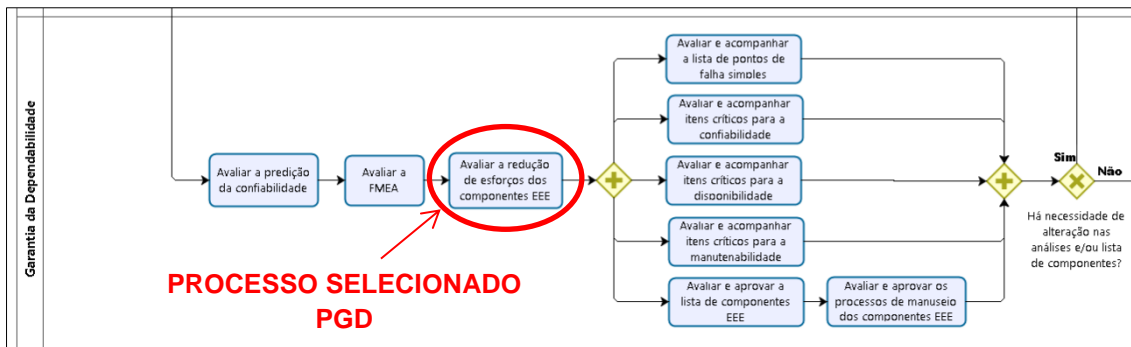 Garantia da Dependabilidade
Avaliar a predição
da confiabilidade
Avaliar a
FMEA
Avaliar a redução
de esforços dos
componentes EEE
PROCESSO SELECIONADO
PGD
Avaliar e acompanhar
a lista de pontos de
falha simples
Avaliar e acompanhar
itens críticos para a
confiabilidade
Avaliar e acompanhar
itens críticos para a
disponibilidade
Avaliar e acompanhar
itens críticos para a
manutenabilidade
Avaliar e aprovar a
lista de componentes
EEE
Avaliar e aprovar os
processos de manuseio
dos componentes EEE
Sim
Não
Há necessidade de
alteração nas
análises e/ou lista
de componentes?